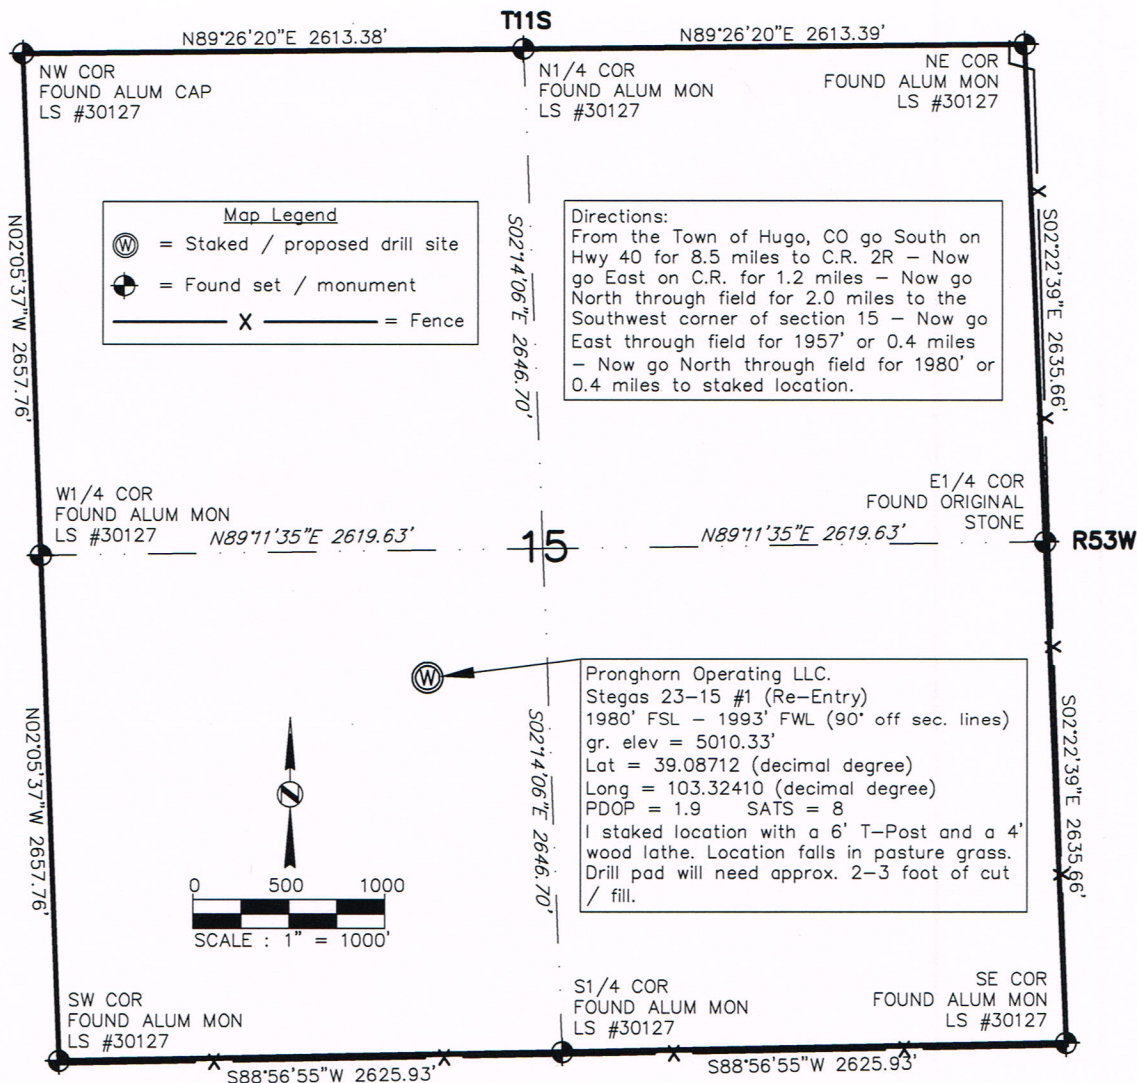 T11S
N89°26'20"E 2613.38'
N89°26'20"E 2613.39'
NW COR
FOUND ALUM CAP
LS #30127
N1/4 COR
FOUND ALUM MON
LS #30127
NE COR
FOUND ALUM MON
LS #30127
Map Legend
W = Staked / proposed drill site
= Found set / monument
X = Fence
Directions:
From the Town of Hugo, CO go South on
Hwy 40 for 8.5 miles to C.R. 2R – Now
go East on C.R. for 1.2 miles – Now go
North through field for 2.0 miles to the
Southwest corner of section 15 – Now go
East through field for 1957' or 0.4 miles
– Now go North through field for 1980' or
0.4 miles to staked location.
N02°05'37"W 2657.76'
S02°14'06"E 2646.70'
X
S02°22'39"E 2635.66'
X
W1/4 COR
FOUND ALUM MON
LS #30127
E1/4 COR
FOUND ORIGINAL
STONE
N89°11'35"E 2619.63'
15
N89°11'35"E 2619.63'
R53W
X
W
Pronghorn Operating LLC.
Stegas 23–15 #1 (Re–Entry)
1980' FSL – 1993' FWL (90° off sec. lines)
gr. elev = 5010.33'
Lat = 39.08712 (decimal degree)
Long = 103.32410 (decimal degree)
PDOP = 1.9 SATS = 8
I staked location with a 6' T–Post and a 4'
wood lathe. Location falls in pasture grass.
Drill pad will need approx. 2–3 foot of cut
/ fill.
N02°05'37"W 2657.76'
N
S02°14'06"E 2646.70'
S02°22'39"E 2635.66'
X
0 500 1000
SCALE : 1" = 1000'
SW COR
FOUND ALUM MON
LS #30127
S1/4 COR
FOUND ALUM MON
LS #30127
SE COR
FOUND ALUM MON
LS #30127
X X X X
S88°56'55"W 2625.93'
S88°56'55"W 2625.93'